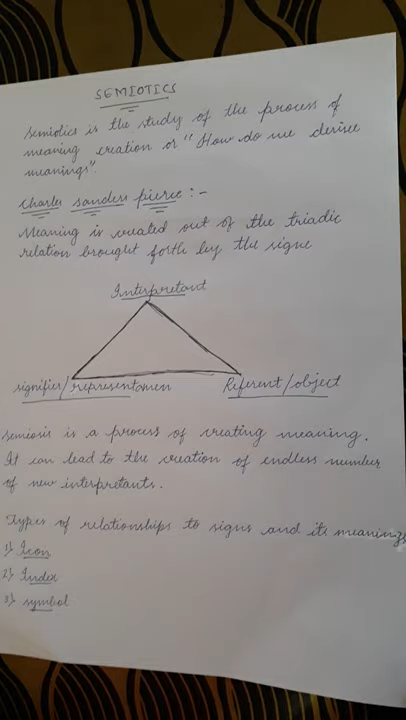 SEMIOTICS
Semiotics is the study of the process of
meaning creation or "How do we derive
meanings".
Charles sanders pierce :-
Meaning is created out of the triadic
relation brought forth by the signe
Interpretant
signifier/representamen Referent/object
semiosis is a process of creating meaning.
It can lead to the creation of endless number
of new interpretants.
Types of relationships to signs and its meanings
1) Icon
2) Index
3) symbol